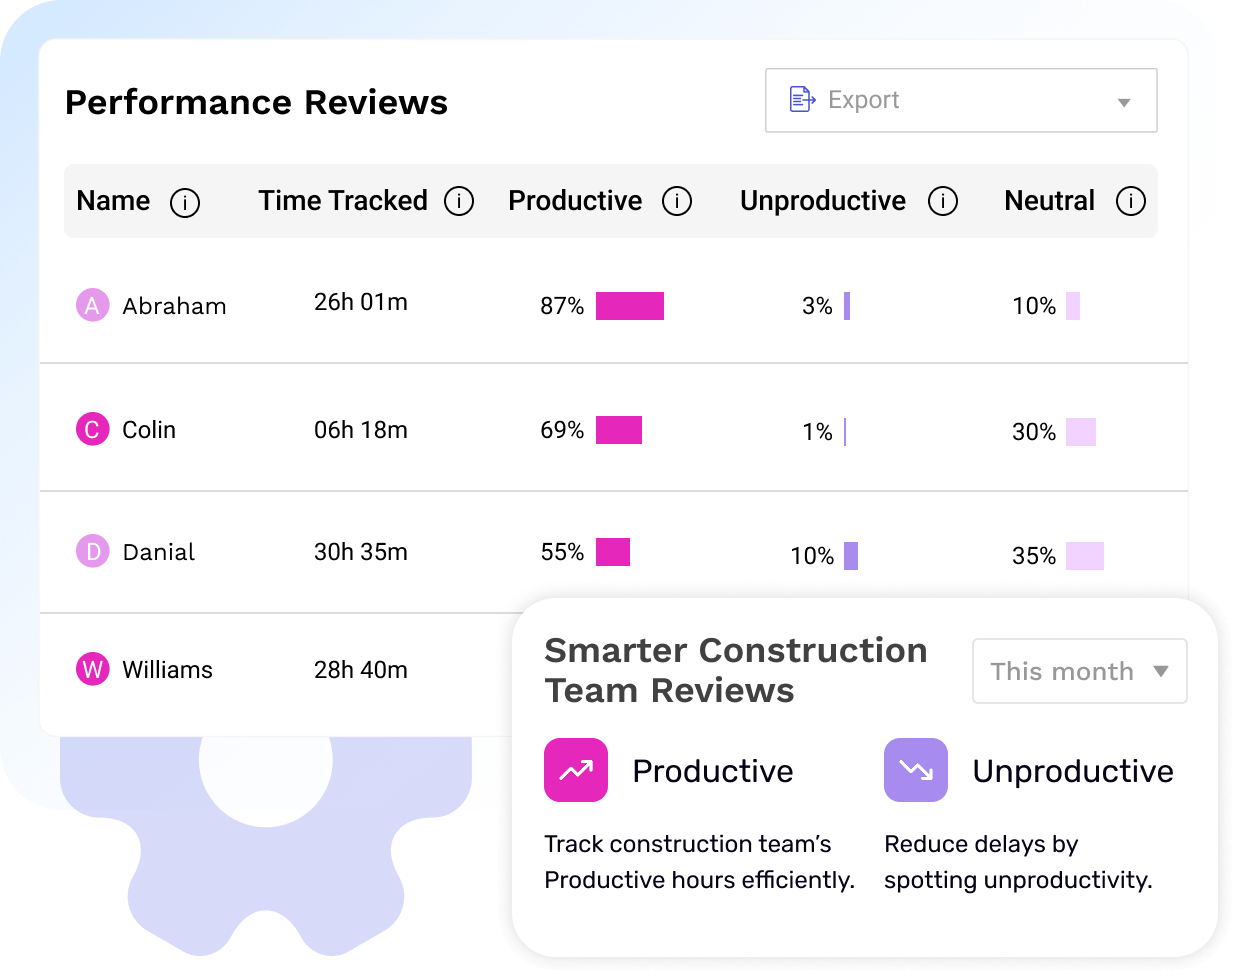 Performance Reviews
Export
Name Time Tracked Productive Unproductive Neutral
A Abraham 26h 01m 87% 3% 10%
C Colin 06h 18m 69% 1% 30%
D Danial 30h 35m 55% 10% 35%
W Williams 28h 40m
Smarter Construction
Team Reviews
This month
Productive
Track construction team’s
Productive hours efficiently.
Unproductive
Reduce delays by
spotting unproductivity.